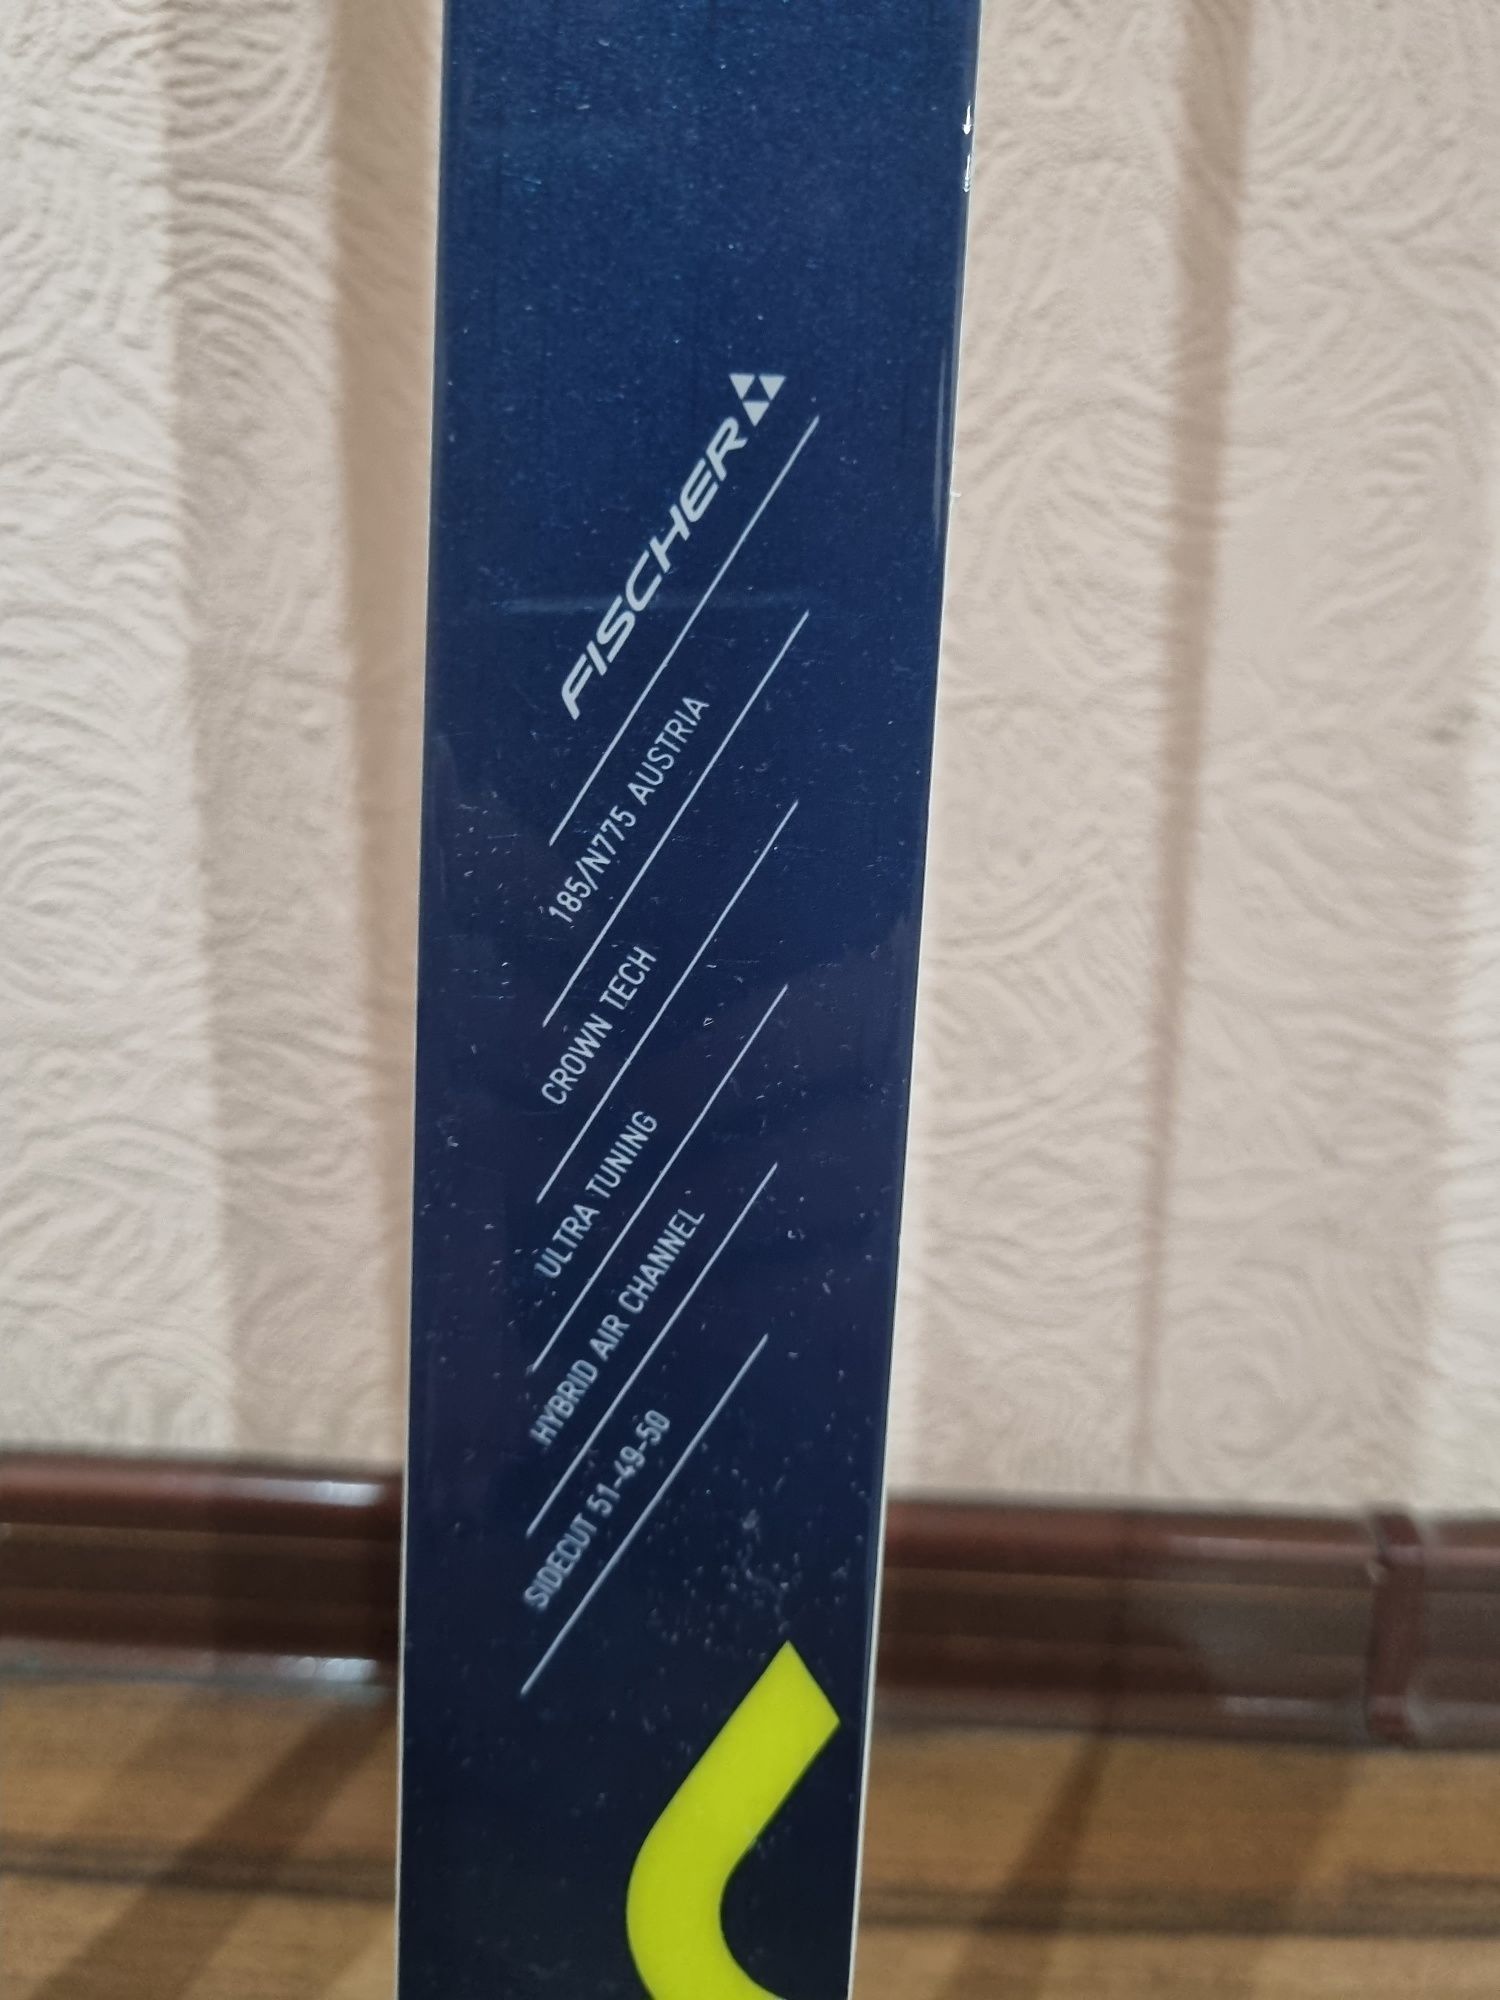 FISCHER
185/N775 AUSTRIA
CROWN TECH
ULTRA TUNING
HYBRID AIR CHANNEL
SIDECUT 51-49-50